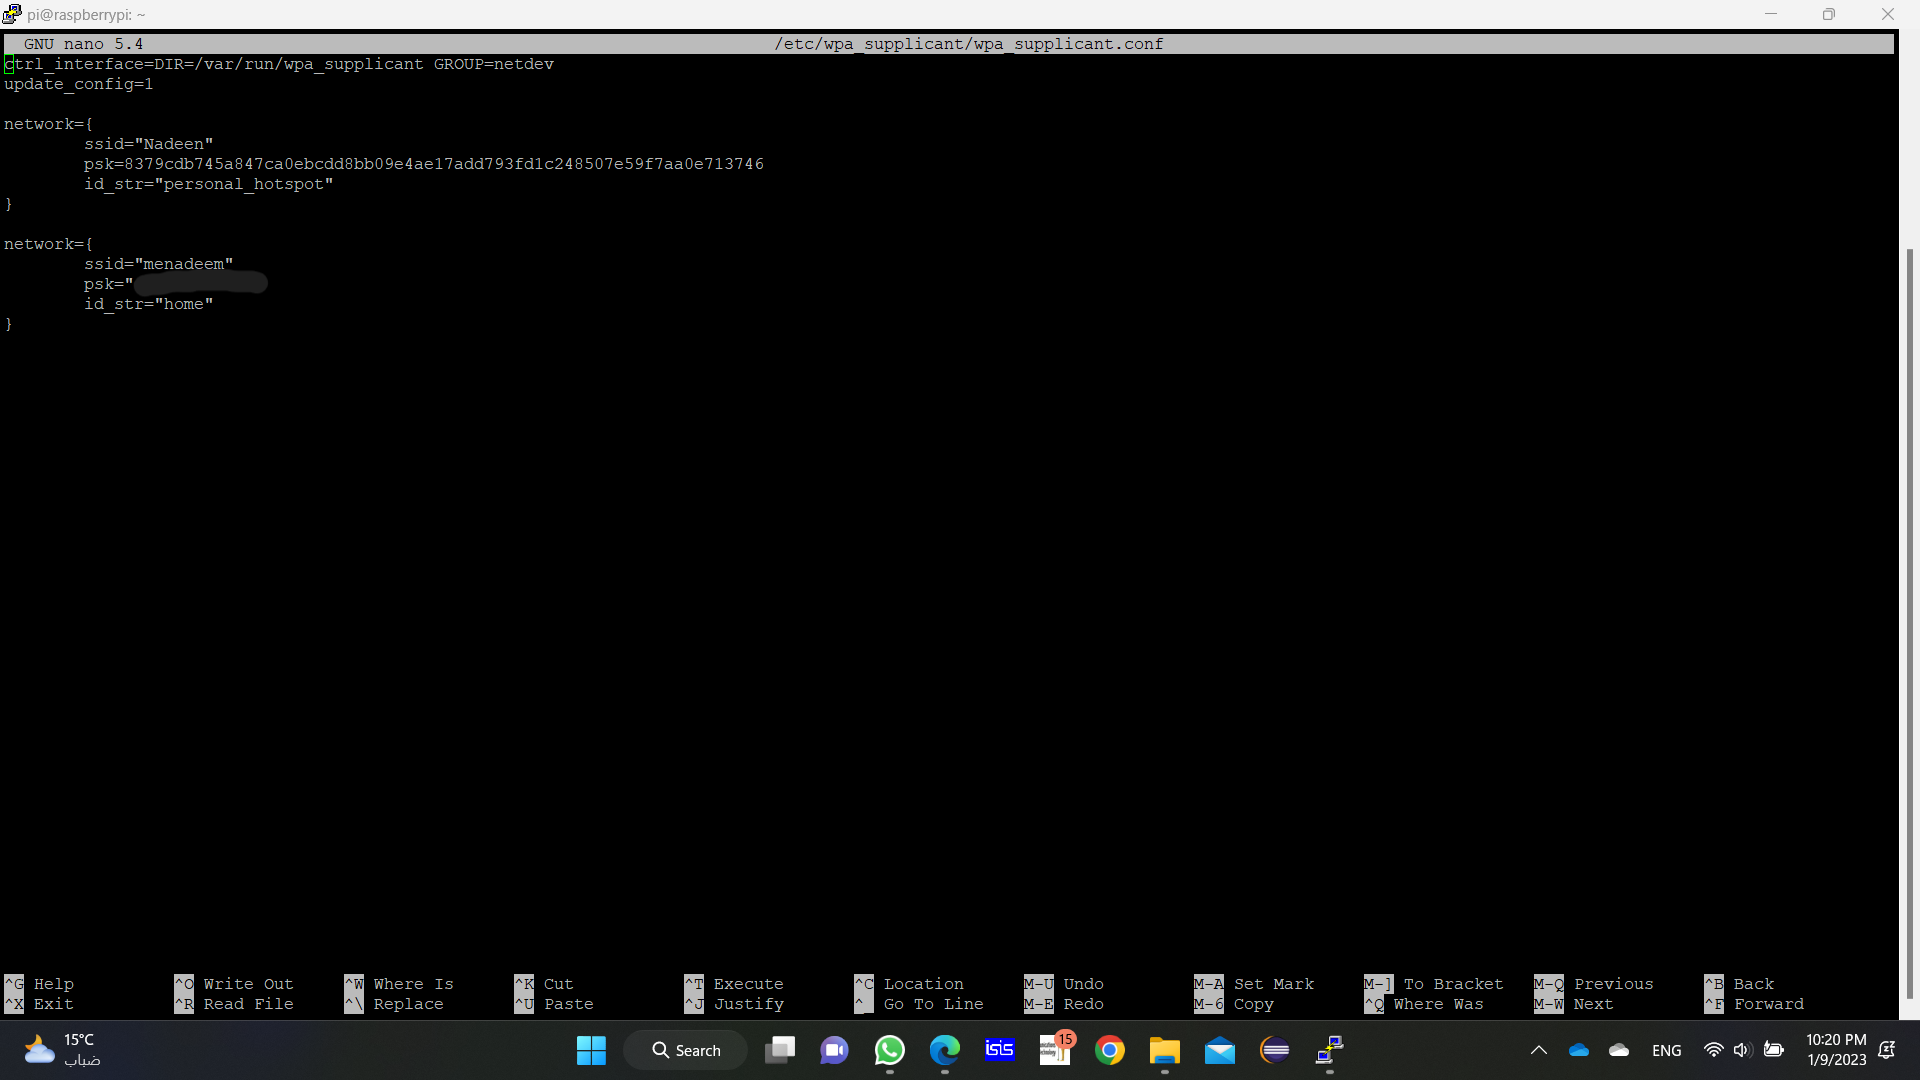 pi@raspberrypi: ~
GNU nano 5.4 /etc/wpa_supplicant/wpa_supplicant.conf
ctrl_interface=DIR=/var/run/wpa_supplicant GROUP=netdev
update_config=1
network={
ssid="Nadeen"
psk=8379cdb745a847ca0ebcdd8bb09e4ae17add793fd1c248507e59f7aa0e713746
id_str="personal_hotspot"
}
network={
ssid="menadeem"
psk="
id_str="home"
}
^G Help ^O Write Out ^W Where Is ^K Cut ^T Execute ^C Location M-U Undo M-A Set Mark M-] To Bracket M-Q Previous ^B Back
^X Exit ^R Read File ^\ Replace ^U Paste ^J Justify ^_ Go To Line M-E Redo M-6 Copy ^Q Where Was M-W Next ^F Forward
15°C
ضباب
Search
isis
15
ENG
10:20 PM
1/9/2023